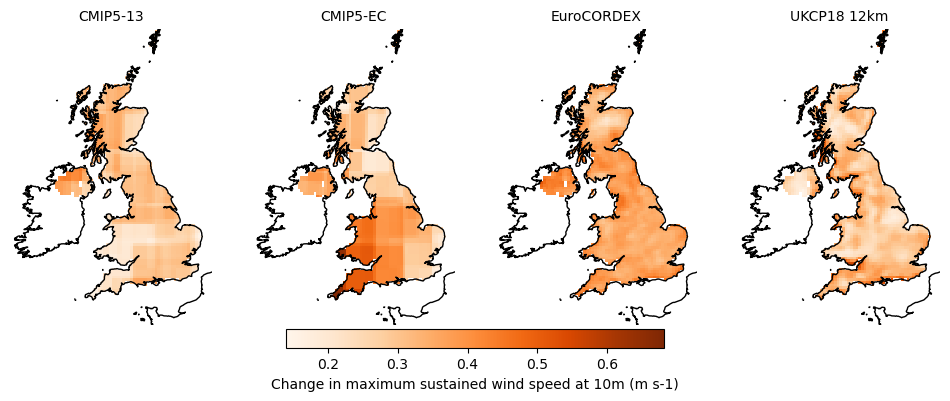 CMIP5-13
CMIP5-EC
EuroCORDEX
UKCP18 12km
0.2 0.3 0.4 0.5 0.6
Change in maximum sustained wind speed at 10m (m s-1)